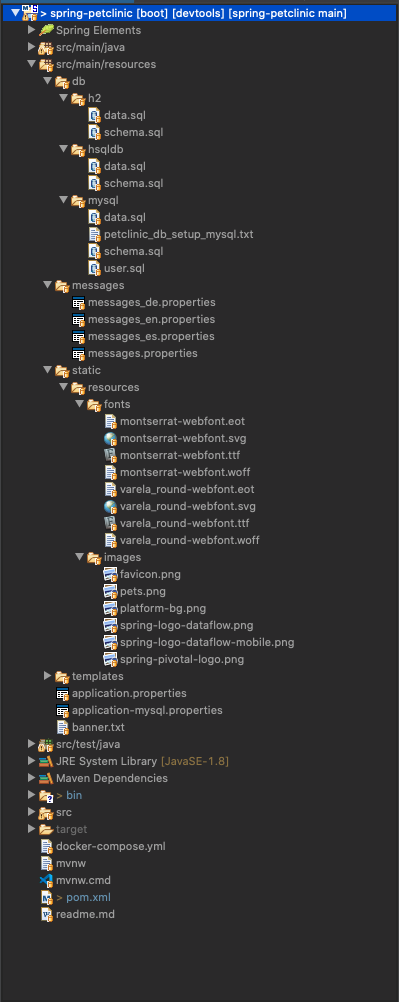 > spring-petclinic [boot] [devtools] [spring-petclinic main]
Spring Elements
src/main/java
src/main/resources
db
h2
data.sql
schema.sql
hsqldb
data.sql
schema.sql
mysql
data.sql
petclinic_db_setup_mysql.txt
schema.sql
user.sql
messages
messages_de.properties
messages_en.properties
messages_es.properties
messages.properties
static
resources
fonts
montserrat-webfont.eot
montserrat-webfont.svg
montserrat-webfont.ttf
montserrat-webfont.woff
varela_round-webfont.eot
varela_round-webfont.svg
varela_round-webfont.ttf
varela_round-webfont.woff
images
favicon.png
pets.png
platform-bg.png
spring-logo-dataflow.png
spring-logo-dataflow-mobile.png
spring-pivotal-logo.png
templates
application.properties
application-mysql.properties
banner.txt
src/test/java
JRE System Library [JavaSE-1.8]
Maven Dependencies
> bin
src
target
docker-compose.yml
mvnw
mvnw.cmd
> pom.xml
readme.md